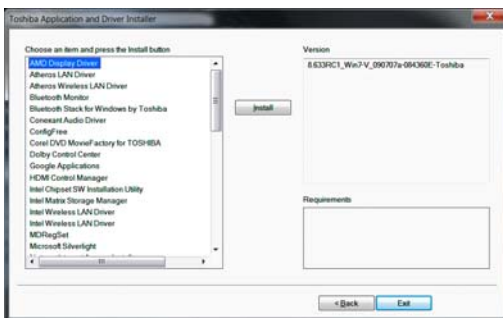 Toshiba Application and Driver Installer
Choose an item and press the Install button
AMD Display Driver
Atheros LAN Driver
Atheros Wireless LAN Driver
Bluetooth Monitor
Bluetooth Stack for Windows by Toshiba
Conexant Audio Driver
ConfigFree
Corel DVD MovieFactory for TOSHIBA
Dolby Control Center
Google Applications
HDMI Control Manager
Intel Chipset SW Installation Utility
Intel Matrix Storage Manager
Intel Wireless LAN Driver
Intel Wireless LAN Driver
MDRegSet
Microsoft Silverlight
Install
Version
8.633RC1_Win7-V_090707a-084360E-Toshiba
Requirements
< Back
Exit